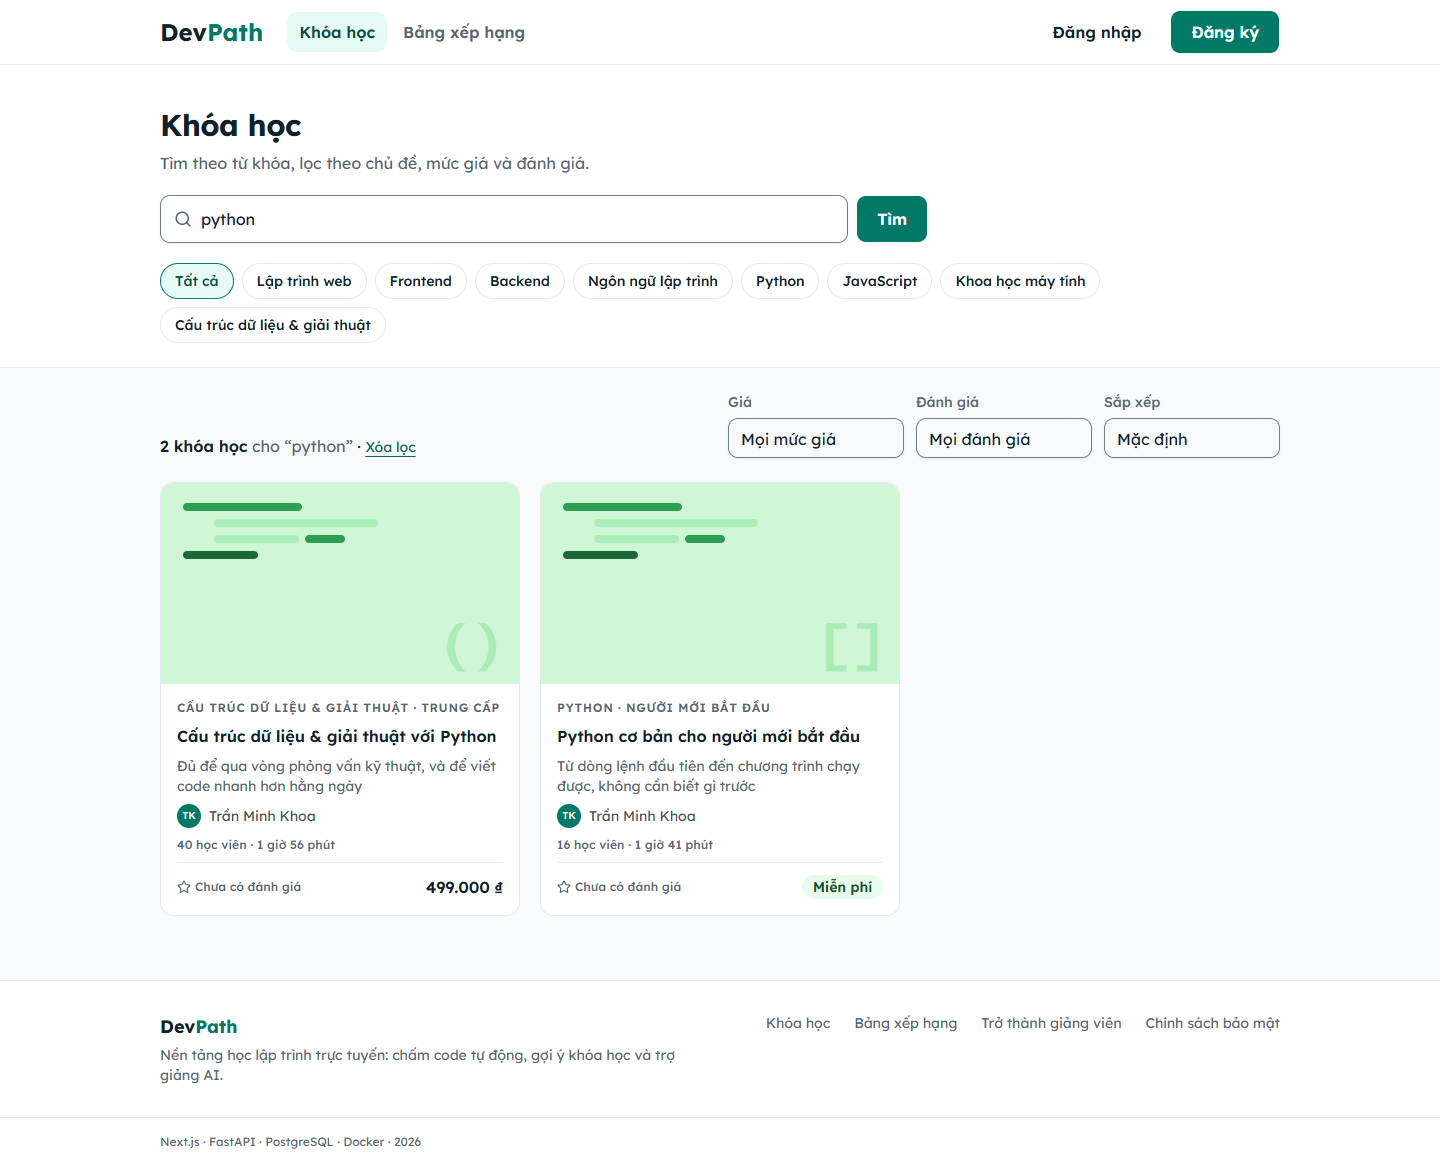 DevPath Khóa học Bảng xếp hạng Đăng nhập Đăng ký
Khóa học
Tìm theo từ khóa, lọc theo chủ đề, mức giá và đánh giá.
python Tìm
Tất cả Lập trình web Frontend Backend Ngôn ngữ lập trình Python JavaScript Khoa học máy tính
Cấu trúc dữ liệu & giải thuật
Giá Đánh giá Sắp xếp
Mọi mức giá Mọi đánh giá Mặc định
2 khóa học cho “python” · Xóa lọc
( )
CẤU TRÚC DỮ LIỆU & GIẢI THUẬT · TRUNG CẤP
Cấu trúc dữ liệu & giải thuật với Python
Đủ để qua vòng phỏng vấn kỹ thuật, và để viết
code nhanh hơn hằng ngày
TK Trần Minh Khoa
40 học viên · 1 giờ 56 phút
Chưa có đánh giá 499.000 ₫
[ ]
PYTHON · NGƯỜI MỚI BẮT ĐẦU
Python cơ bản cho người mới bắt đầu
Từ dòng lệnh đầu tiên đến chương trình chạy
được, không cần biết gì trước
TK Trần Minh Khoa
16 học viên · 1 giờ 41 phút
Chưa có đánh giá Miễn phí
DevPath
Nền tảng học lập trình trực tuyến: chấm code tự động, gợi ý khóa học và trợ
giảng AI.
Khóa học Bảng xếp hạng Trở thành giảng viên Chính sách bảo mật
Next.js · FastAPI · PostgreSQL · Docker · 2026